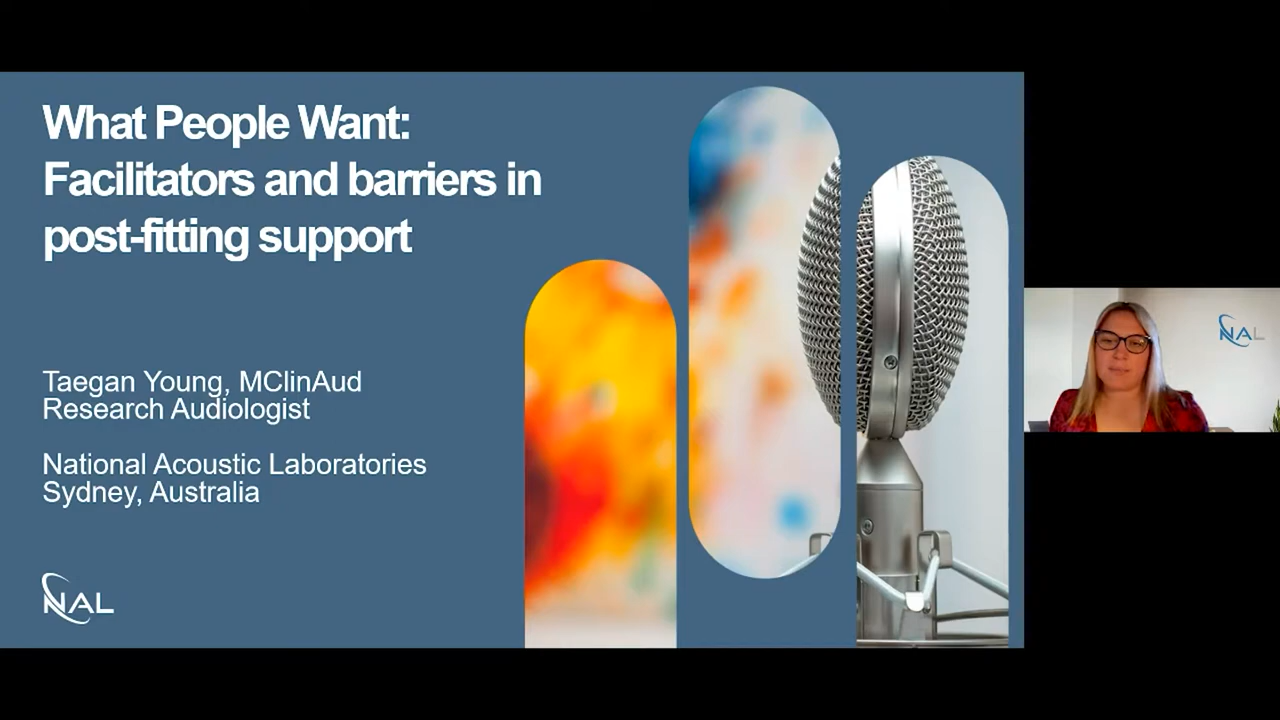 What People Want:
Facilitators and barriers in
post-fitting support
Taegan Young, MClinAud
Research Audiologist
National Acoustic Laboratories
Sydney, Australia
NAL
NAL